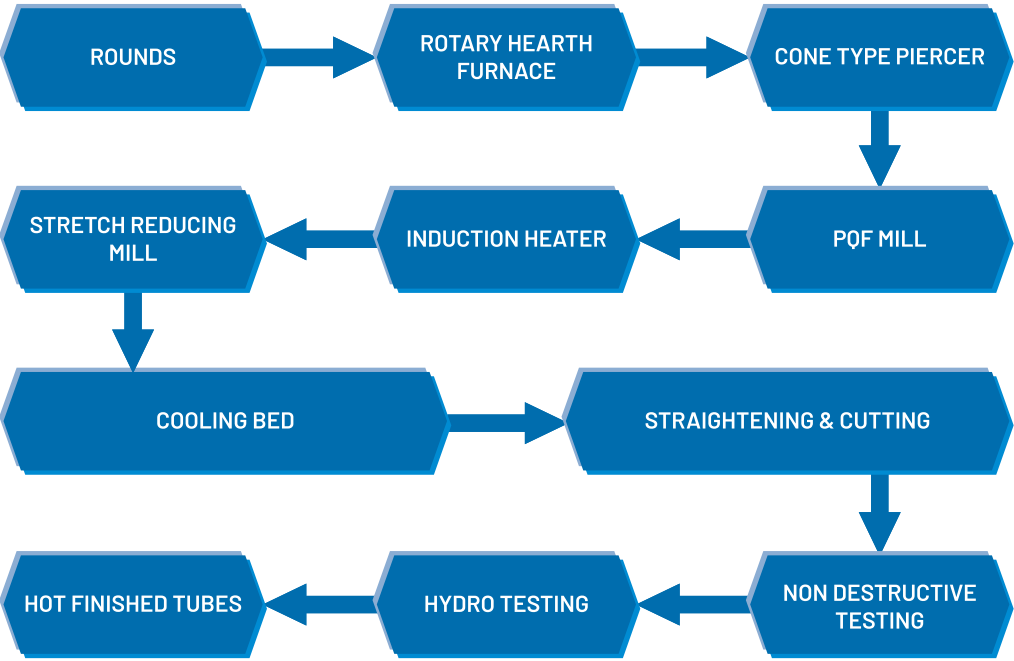 ROUNDS
ROTARY HEARTH
FURNACE
CONE TYPE PIERCER
STRETCH REDUCING
MILL
INDUCTION HEATER
PQF MILL
COOLING BED
STRAIGHTENING & CUTTING
HOT FINISHED TUBES
HYDRO TESTING
NON DESTRUCTIVE
TESTING